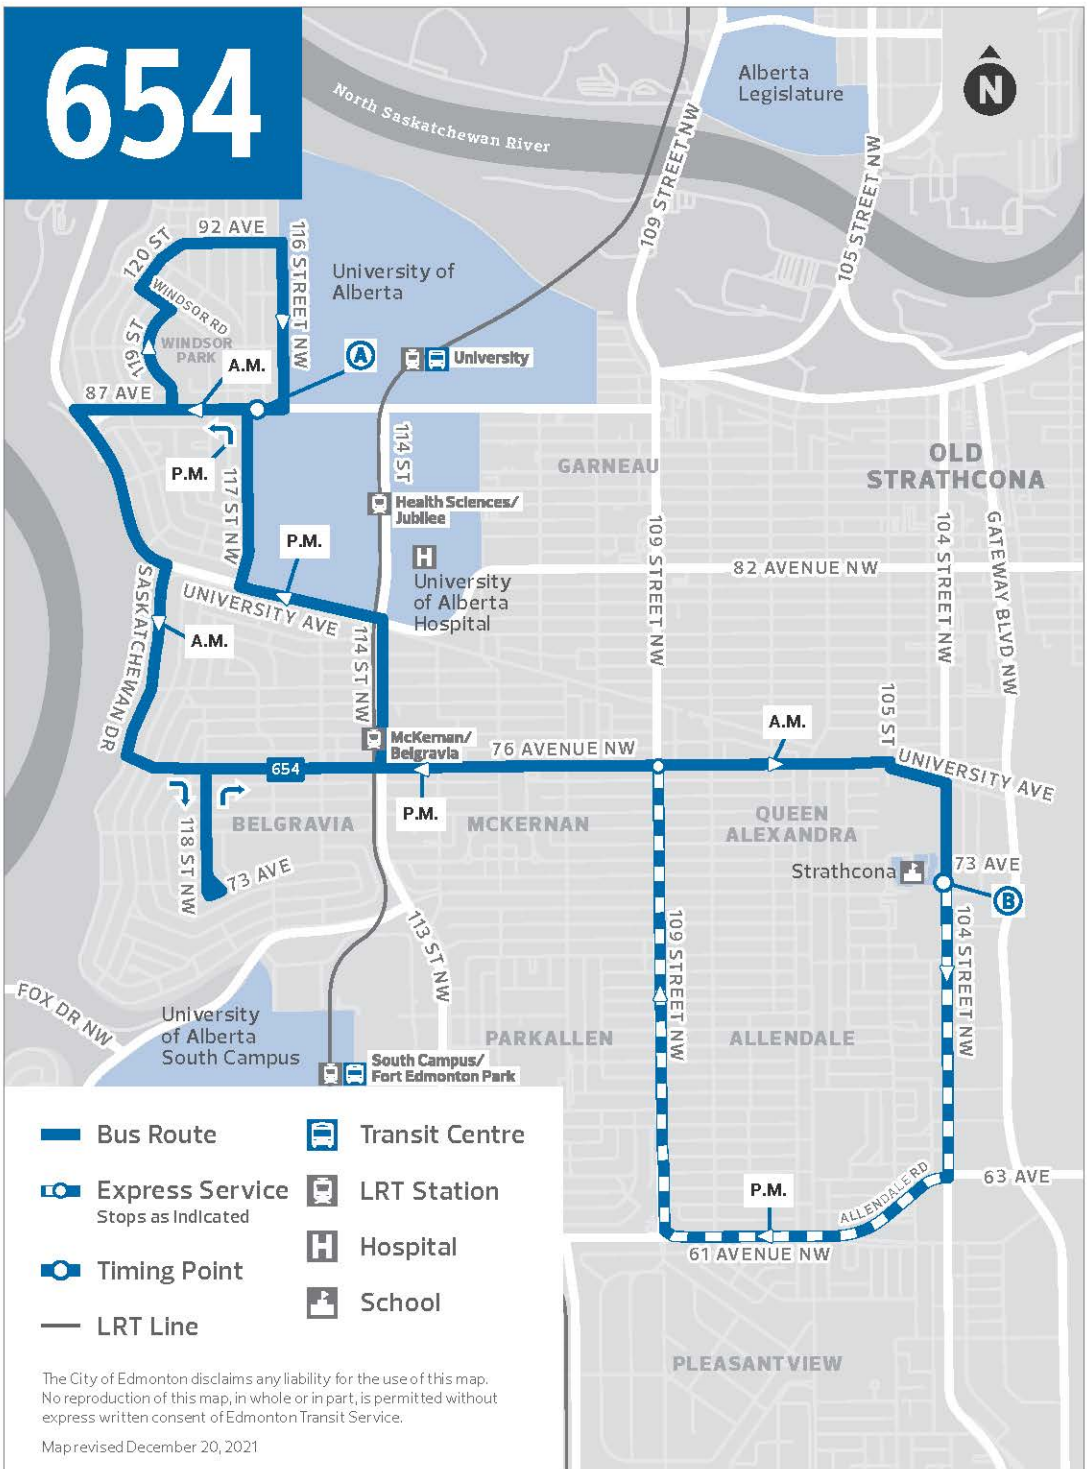 654
North Saskatchewan River
Alberta
Legislature
N
109 STREET NW
105 STREET NW
92 AVE
120 ST
116 STREET NW
WINDSOR RD
WINDSOR
PARK
119 ST
University of
Alberta
A
University
A.M.
87 AVE
P.M.
117 ST NW
114 ST
GARNEAU
OLD
STRATHCONA
Health Sciences/
Jubilee
P.M.
H
University
of Alberta
Hospital
109 STREET NW
82 AVENUE NW
104 STREET NW
GATEWAY BLVD NW
SASKATCHEWAN DR
UNIVERSITY AVE
A.M.
114 ST NW
McKernan/
Belgravia
76 AVENUE NW
A.M.
105 ST
UNIVERSITY AVE
654
P.M.
BELGRAVIA
MCKERNAN
QUEEN
ALEXANDRA
118 ST NW
73 AVE
Strathcona
73 AVE
B
113 ST NW
109 STREET NW
104 STREET NW
FOX DR NW
University
of Alberta
South Campus
PARKALLEN
ALLENDALE
South Campus/
Fort Edmonton Park
ALLENDALE RD
63 AVE
P.M.
61 AVENUE NW
PLEASANTVIEW
Bus Route
Express Service
Stops as Indicated
Timing Point
LRT Line
Transit Centre
LRT Station
H
Hospital
School
The City of Edmonton disclaims any liability for the use of this map.
No reproduction of this map, in whole or in part, is permitted without
express written consent of Edmonton Transit Service.
Map revised December 20, 2021